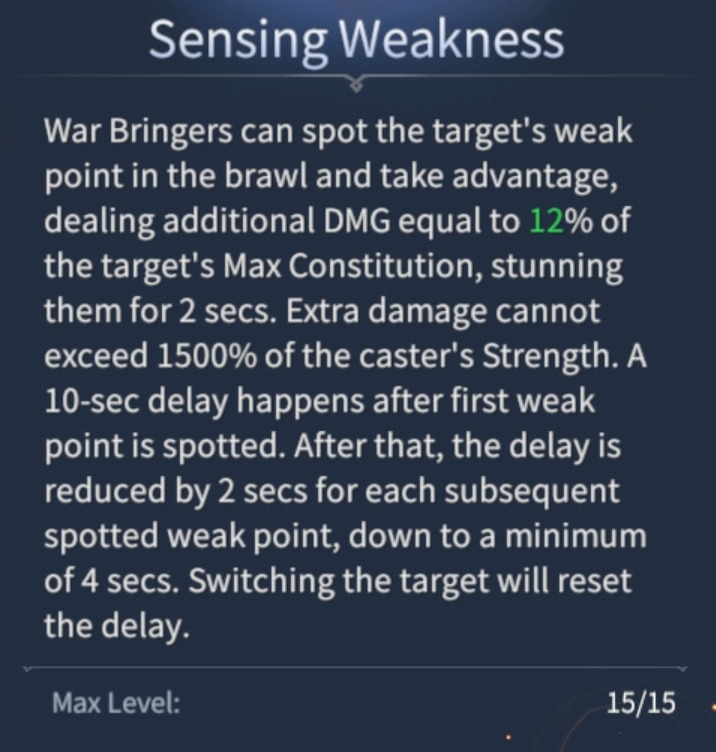 Sensing Weakness
War Bringers can spot the target's weak
point in the brawl and take advantage,
dealing additional DMG equal to 12% of
the target's Max Constitution, stunning
them for 2 secs. Extra damage cannot
exceed 1500% of the caster's Strength. A
10-sec delay happens after first weak
point is spotted. After that, the delay is
reduced by 2 secs for each subsequent
spotted weak point, down to a minimum
of 4 secs. Switching the target will reset
the delay.
Max Level: 15/15